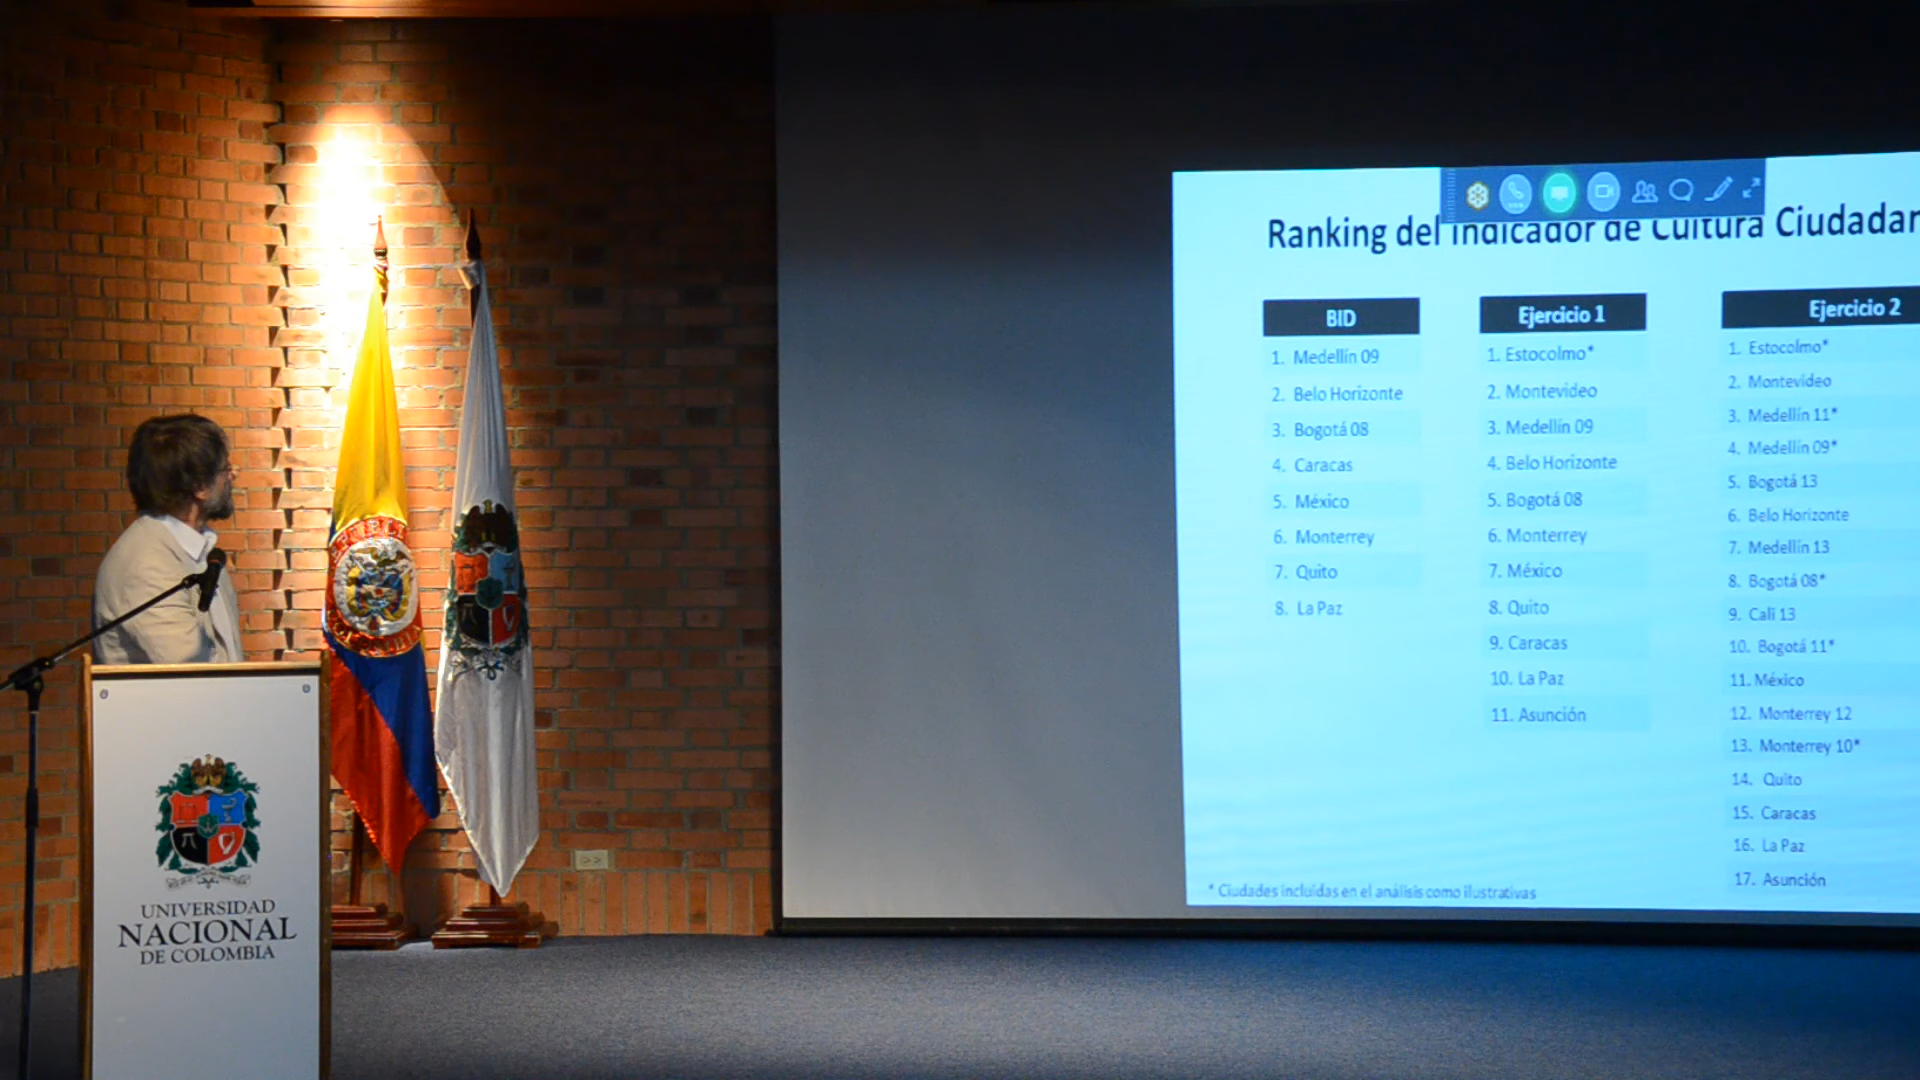 Ranking del Indicador de Cultura Ciudadan
BID
1. Medellín 09
2. Belo Horizonte
3. Bogotá 08
4. Caracas
5. México
6. Monterrey
7. Quito
8. La Paz
Ejercicio 1
1. Estocolmo*
2. Montevideo
3. Medellín 09
4. Belo Horizonte
5. Bogotá 08
6. Monterrey
7. México
8. Quito
9. Caracas
10. La Paz
11. Asunción
Ejercicio 2
1. Estocolmo*
2. Montevideo
3. Medellín 11*
4. Medellín 09*
5. Bogotá 13
6. Belo Horizonte
7. Medellín 13
8. Bogotá 08*
9. Cali 13
10. Bogotá 11*
11. México
12. Monterrey 12
13. Monterrey 10*
14. Quito
15. Caracas
16. La Paz
17. Asunción
* Ciudades incluidas en el análisis como ilustrativas
UNIVERSIDAD
NACIONAL
DE COLOMBIA